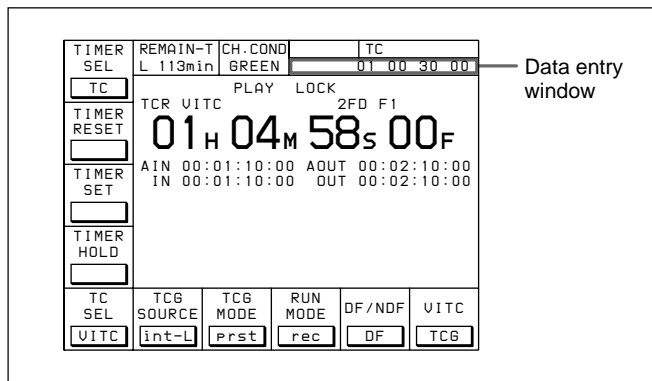 TIMER SEL
REMAIN-T
CH.COND
TC
L 113min
GREEN
01 00 30 00
Data entry
window
TC
PLAY LOCK
TCR VITC
2FD F1
TIMER
RESET
01H 04M 58S 00F
AIN 00:01:10:00 AOUT 00:02:10:00
IN 00:01:10:00 OUT 00:02:10:00
TIMER
SET
TIMER
HOLD
TC
SEL
VITC
TCG
SOURCE
int-L
TCG
MODE
prst
RUN
MODE
rec
DF/NDF
DF
VITC
TCG